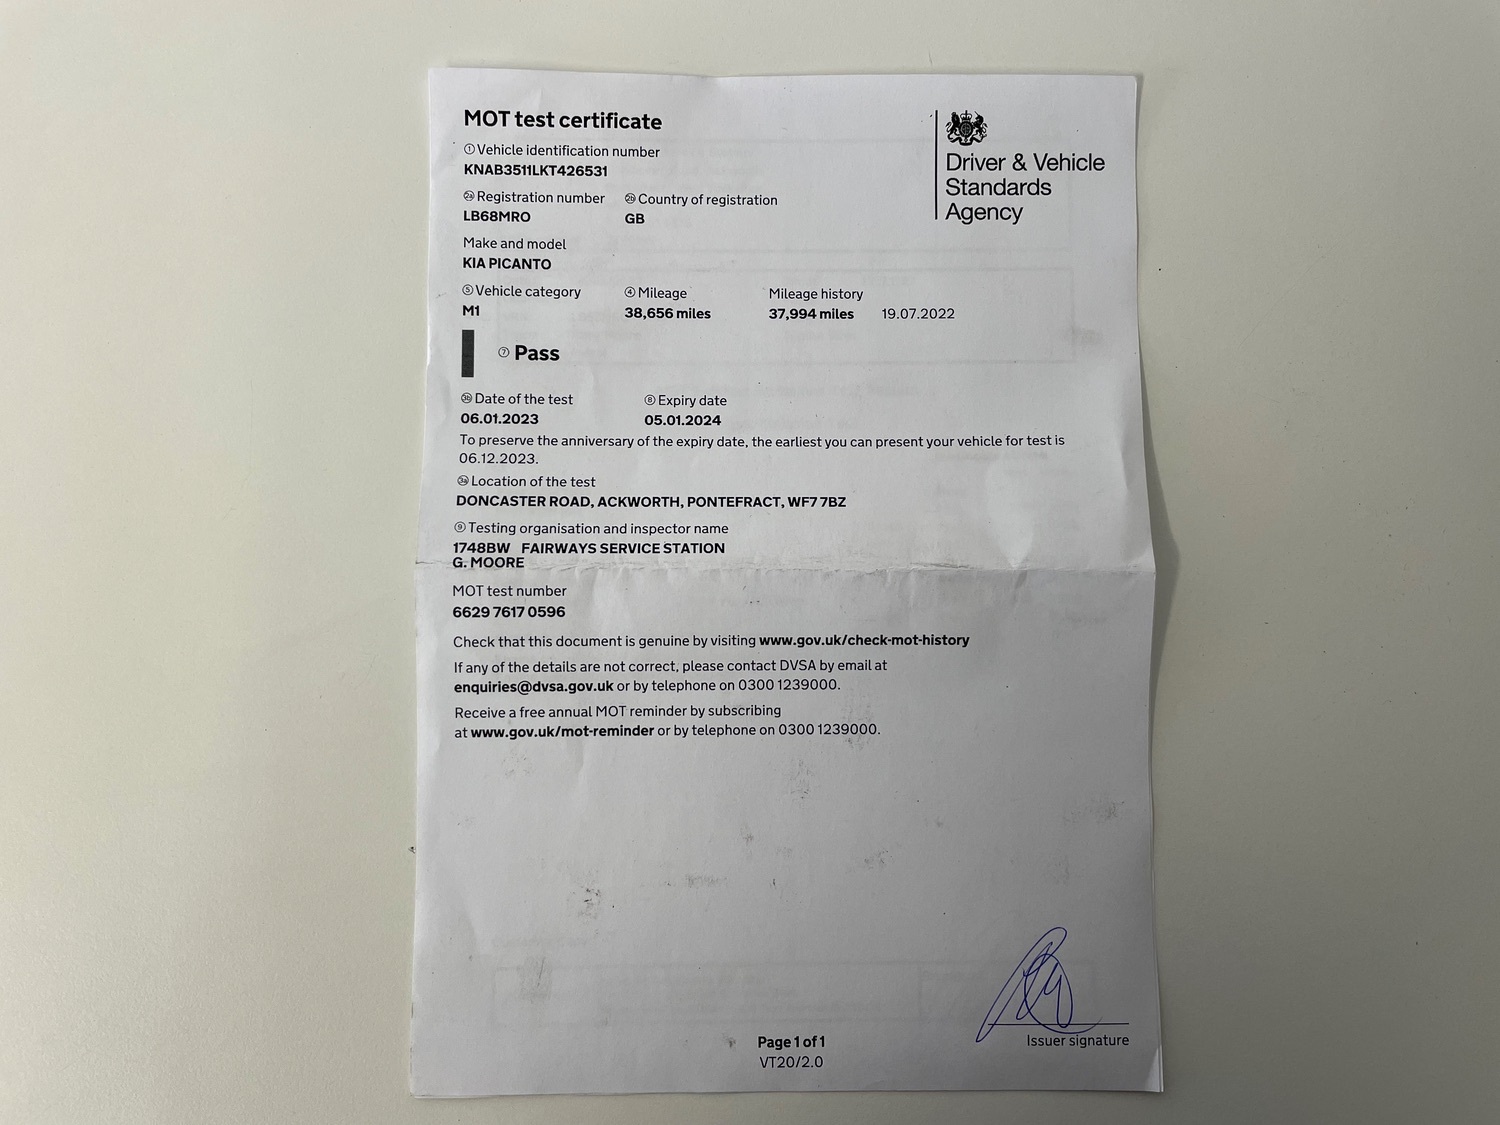 MOT test certificate
① Vehicle identification number
KNAB3511LKT426531
2a Registration number 2b Country of registration
LB68MRO GB
Make and model
KIA PICANTO
⑤ Vehicle category ④ Mileage Mileage history
M1 38,656 miles 37,994 miles 19.07.2022
⑦ Pass
3b Date of the test ⑧ Expiry date
06.01.2023 05.01.2024
To preserve the anniversary of the expiry date, the earliest you can present your vehicle for test is
06.12.2023.
3a Location of the test
DONCASTER ROAD, ACKWORTH, PONTEFRACT, WF7 7BZ
⑨ Testing organisation and inspector name
1748BW FAIRWAYS SERVICE STATION
G. MOORE
MOT test number
6629 7617 0596
Check that this document is genuine by visiting www.gov.uk/check-mot-history
If any of the details are not correct, please contact DVSA by email at
enquiries@dvsa.gov.uk or by telephone on 0300 1239000.
Receive a free annual MOT reminder by subscribing
at www.gov.uk/mot-reminder or by telephone on 0300 1239000.
Driver & Vehicle
Standards
Agency
Issuer signature
Page 1 of 1
VT20/2.0